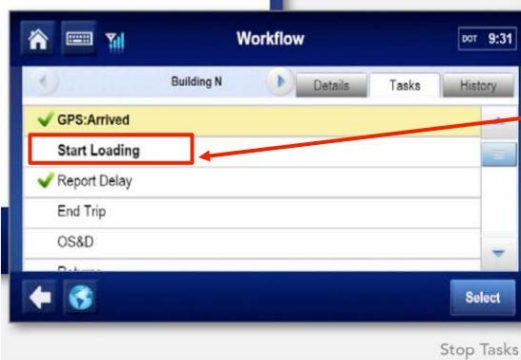 Workflow
DOT 9:31
Building N
Details
Tasks
History
GPS:Arrived
Start Loading
Report Delay
End Trip
OS&D
Select
Stop Tasks